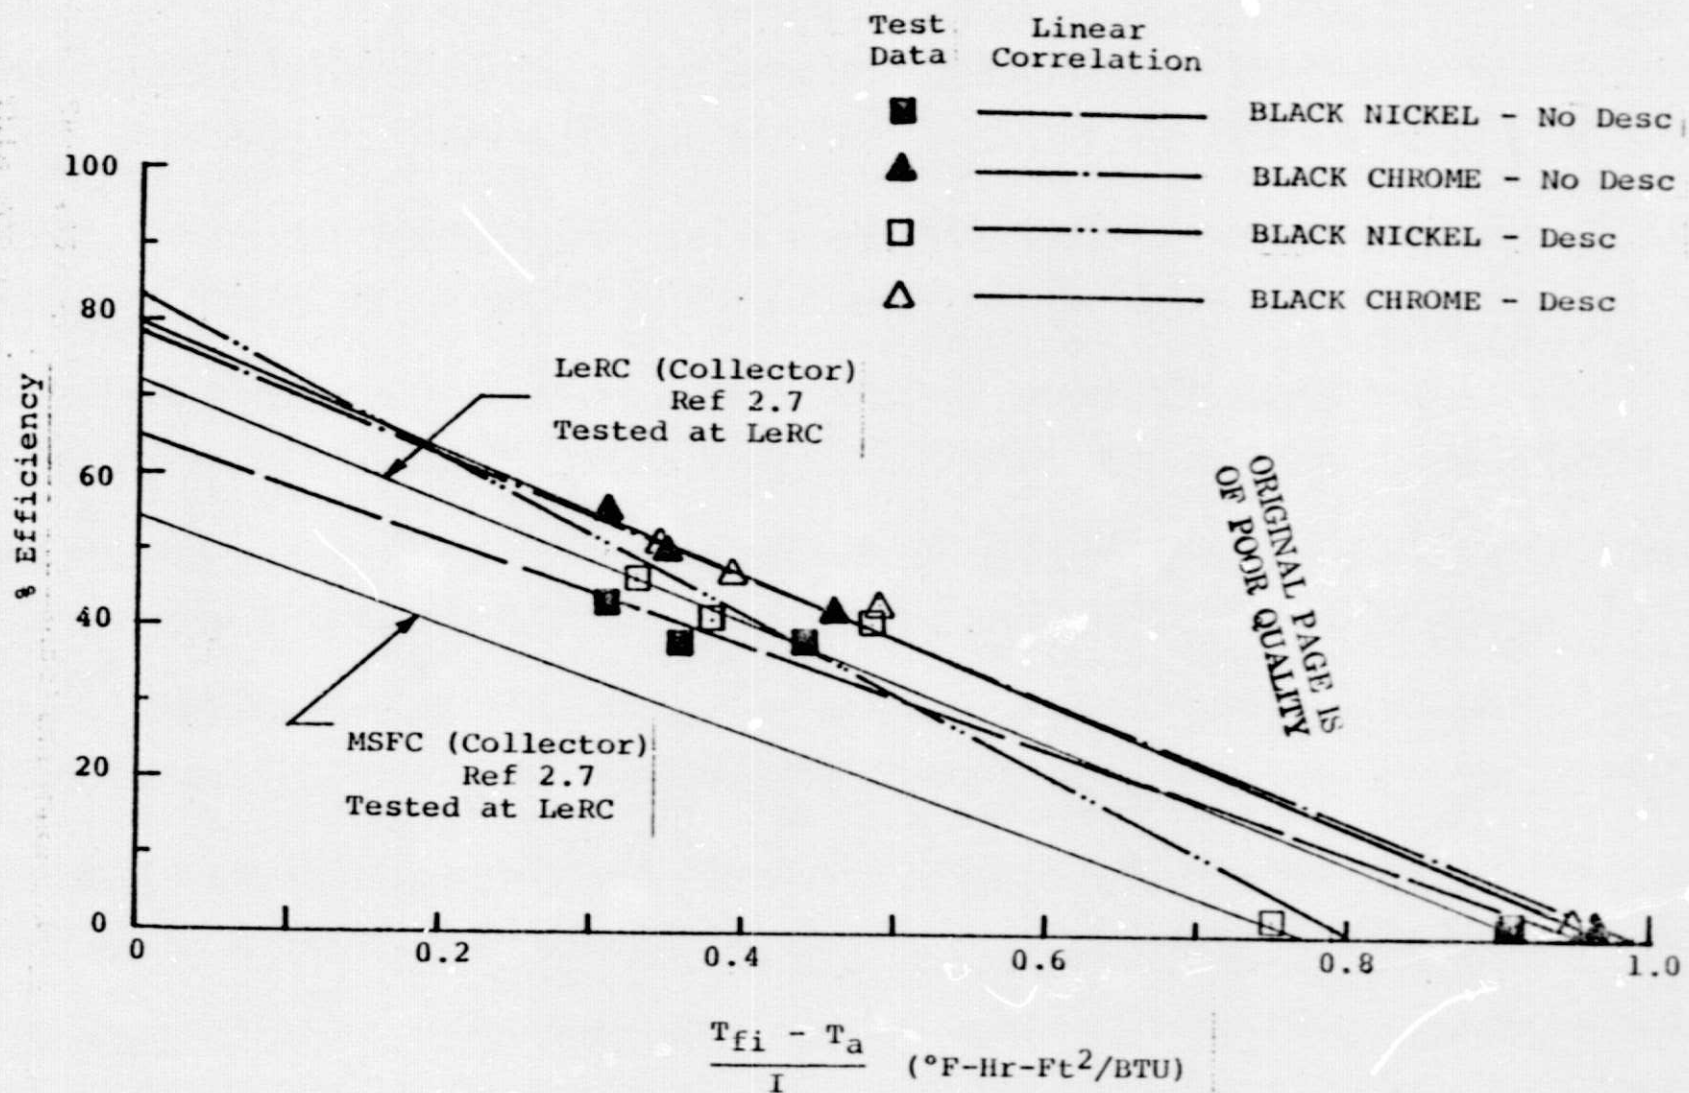 Test Linear
Data Correlation
BLACK NICKEL - No Desc
BLACK CHROME - No Desc
BLACK NICKEL - Desc
BLACK CHROME - Desc
100
80
60
40
20
0
% Efficiency
LeRC (Collector)
Ref 2.7
Tested at LeRC
MSFC (Collector)
Ref 2.7
Tested at LeRC
ORIGINAL PAGE IS
OF POOR QUALITY
0 0.2 0.4 0.6 0.8 1.0
Tfi - Ta
I
(°F-Hr-Ft²/BTU)